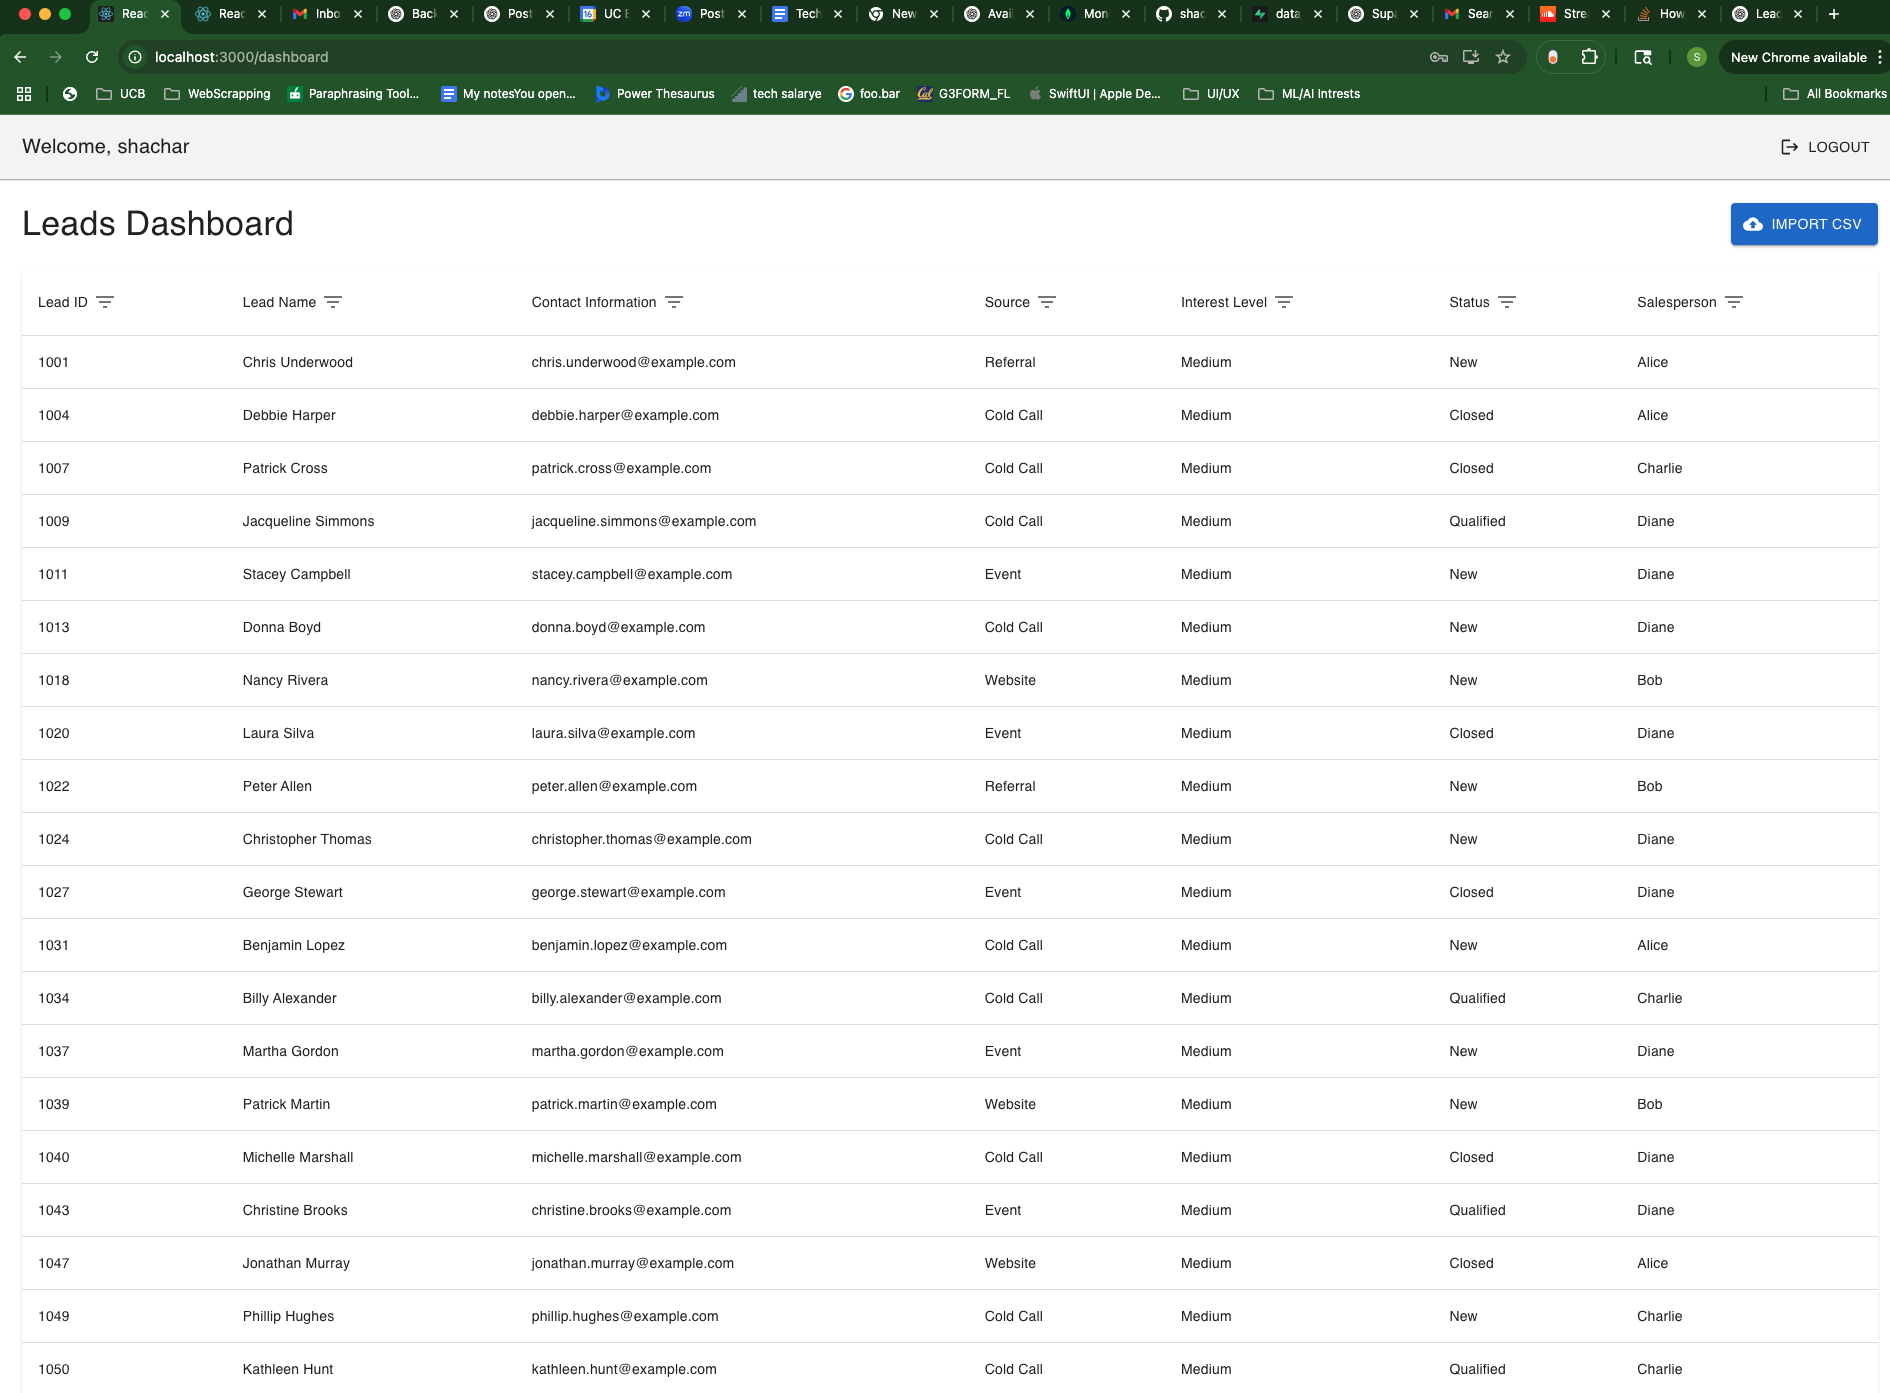 Reac Reac Inbo Back Post UC B Post Tech New Avai Mon shac data Supa Sear Stre How Lead
localhost:3000/dashboard S New Chrome available
UCB WebScrapping Paraphrasing Tool... My notesYou open... Power Thesaurus tech salarye foo.bar G3FORM_FL SwiftUI | Apple De... UI/UX ML/AI Intrests All Bookmarks
Welcome, shachar LOGOUT
Leads Dashboard IMPORT CSV
Lead ID Lead Name Contact Information Source Interest Level Status Salesperson
1001 Chris Underwood chris.underwood@example.com Referral Medium New Alice
1004 Debbie Harper debbie.harper@example.com Cold Call Medium Closed Alice
1007 Patrick Cross patrick.cross@example.com Cold Call Medium Closed Charlie
1009 Jacqueline Simmons jacqueline.simmons@example.com Cold Call Medium Qualified Diane
1011 Stacey Campbell stacey.campbell@example.com Event Medium New Diane
1013 Donna Boyd donna.boyd@example.com Cold Call Medium New Diane
1018 Nancy Rivera nancy.rivera@example.com Website Medium New Bob
1020 Laura Silva laura.silva@example.com Event Medium Closed Diane
1022 Peter Allen peter.allen@example.com Referral Medium New Bob
1024 Christopher Thomas christopher.thomas@example.com Cold Call Medium New Diane
1027 George Stewart george.stewart@example.com Event Medium Closed Diane
1031 Benjamin Lopez benjamin.lopez@example.com Cold Call Medium New Alice
1034 Billy Alexander billy.alexander@example.com Cold Call Medium Qualified Charlie
1037 Martha Gordon martha.gordon@example.com Event Medium New Diane
1039 Patrick Martin patrick.martin@example.com Website Medium New Bob
1040 Michelle Marshall michelle.marshall@example.com Cold Call Medium Closed Diane
1043 Christine Brooks christine.brooks@example.com Event Medium Qualified Diane
1047 Jonathan Murray jonathan.murray@example.com Website Medium Closed Alice
1049 Phillip Hughes phillip.hughes@example.com Cold Call Medium New Charlie
1050 Kathleen Hunt kathleen.hunt@example.com Cold Call Medium Qualified Charlie